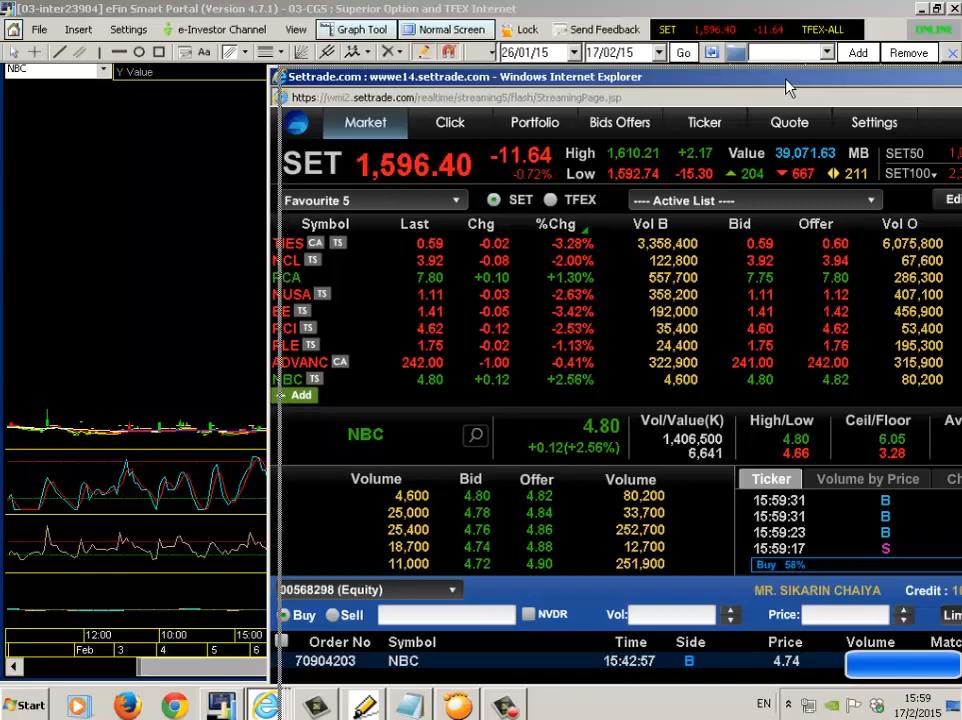 [03-inter23904] eFin Smart Portal (Version 4.7.1) - 03-CGS : Superior Option and TFEX Internet
File Insert Settings e-Investor Channel View Graph Tool Normal Screen Lock Send Feedback SET 1,596.40 -11.64 TFEX-ALL ONLINE
Aa 26/01/15 17/02/15 Go Add Remove
NBC Y Value
Settrade.com : wwwe14.settrade.com - Windows Internet Explorer
https://wmi2.settrade.com/realtime/streaming5/flash/StreamingPage.jsp
Market Click Portfolio Bids Offers Ticker Quote Settings
SET 1,596.40 -11.64 -0.72% High 1,610.21 +2.17 Value 39,071.63 MB SET50
Low 1,592.74 -15.30 204 667 211 SET100
Favourite 5 SET TFEX ---- Active List ----
Symbol Last Chg %Chg Vol B Bid Offer Vol O
TIES CA TS 0.59 -0.02 -3.28% 3,358,400 0.59 0.60 6,075,800
NCL TS 3.92 -0.08 -2.00% 122,800 3.92 3.94 67,600
PCA 7.80 +0.10 +1.30% 557,700 7.75 7.80 286,300
NUSA TS 1.11 -0.03 -2.63% 358,200 1.11 1.12 407,100
EE TS 1.41 -0.05 -3.42% 192,000 1.41 1.42 456,900
FCI TS 4.62 -0.12 -2.53% 35,400 4.60 4.62 53,400
PLE TS 1.75 -0.02 -1.13% 24,400 1.75 1.76 195,300
ADVANC CA 242.00 -1.00 -0.41% 322,900 241.00 242.00 315,900
NBC TS 4.80 +0.12 +2.56% 4,600 4.80 4.82 80,200
Add
NBC 4.80 +0.12(+2.56%)
Vol/Value(K) High/Low Ceil/Floor
1,406,500 4.80 6.05
6,641 4.66 3.28
Volume Bid Offer Volume
4,600 4.80 4.82 80,200
25,000 4.78 4.84 33,700
25,400 4.76 4.86 252,700
18,700 4.74 4.88 12,700
11,000 4.72 4.90 251,900
Ticker Volume by Price
15:59:31 B
15:59:31 B
15:59:23 B
15:59:17 S
Buy 58%
00568298 (Equity) MR. SIKARIN CHAIYA Credit :
Buy Sell NVDR Vol: Price:
Order No Symbol Time Side Price Volume
70904203 NBC 15:42:57 B 4.74
12:00 10:00 15:00
Feb 3 4 5 6
Start EN 15:59
17/2/2015